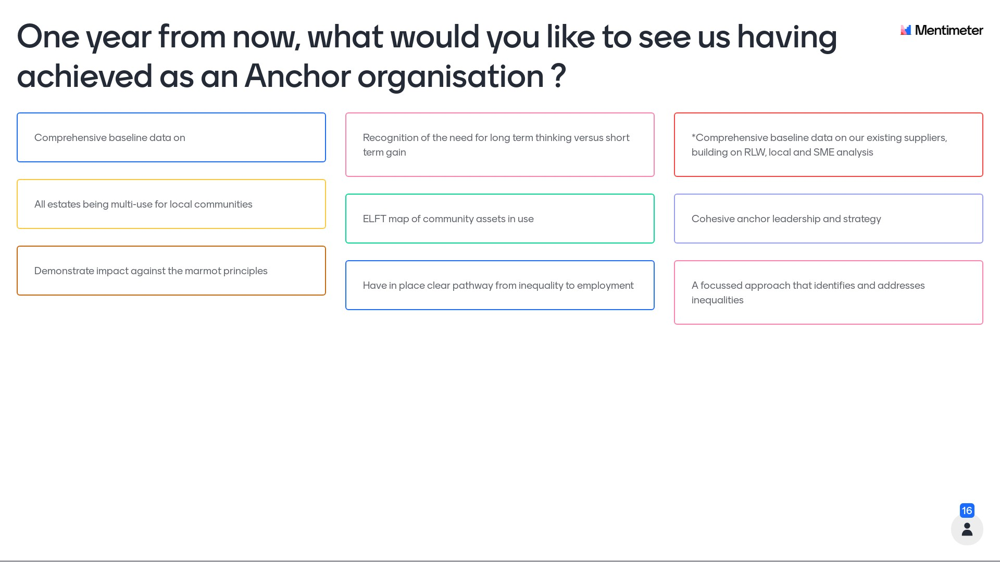 One year from now, what would you like to see us having
achieved as an Anchor organisation ?
Mentimeter
Comprehensive baseline data on
All estates being multi-use for local communities
Demonstrate impact against the marmot principles
Recognition of the need for long term thinking versus short
term gain
ELFT map of community assets in use
Have in place clear pathway from inequality to employment
*Comprehensive baseline data on our existing suppliers,
building on RLW, local and SME analysis
Cohesive anchor leadership and strategy
A focussed approach that identifies and addresses
inequalities
16